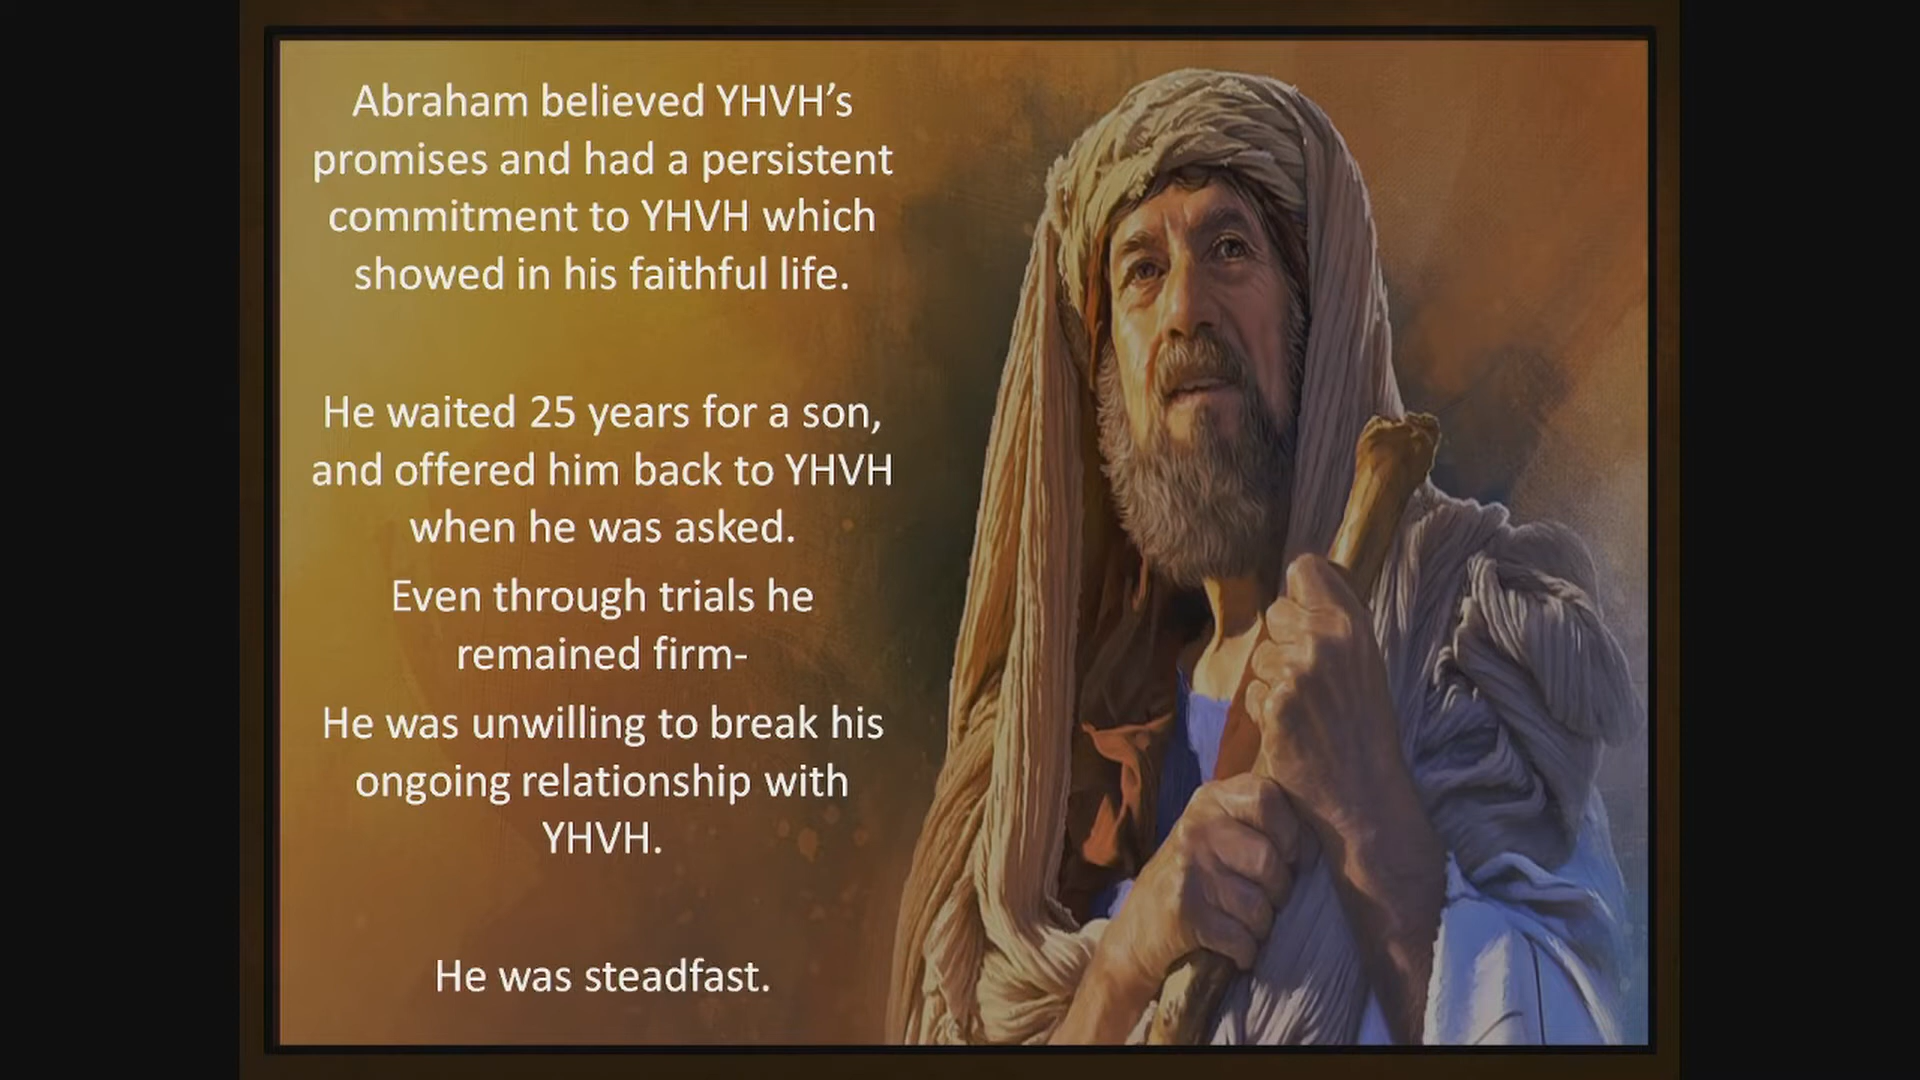 Abraham believed YHVH’s
promises and had a persistent
commitment to YHVH which
showed in his faithful life.
He waited 25 years for a son,
and offered him back to YHVH
when he was asked.
Even through trials he
remained firm-
He was unwilling to break his
ongoing relationship with
YHVH.
He was steadfast.